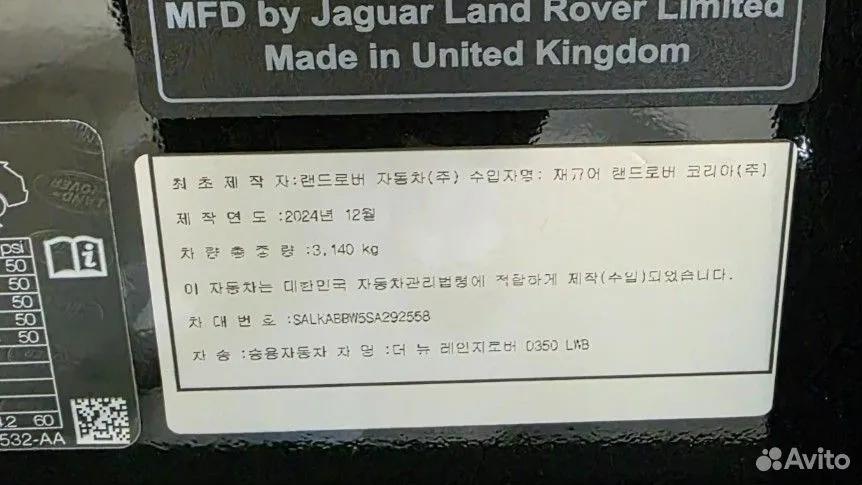 MFD by Jaguar Land Rover Limited
Made in United Kingdom
최초제작자:랜드로버 자동차(주) 수입자명: 재규어 랜드로버 코리아(주)
제작연도:2024년 12월
차량총중량:3,140 kg
이 자동차는 대한민국 자동차관리법령에 적합하게 제작(수입)되었습니다.
차대번호:SALKABBW5SA292558
차종:승용자동차 차명:더 뉴 레인지로버 D350 LWB
LAND ROVER
psi
50
50
50
50
50
60
532-AA
Avito